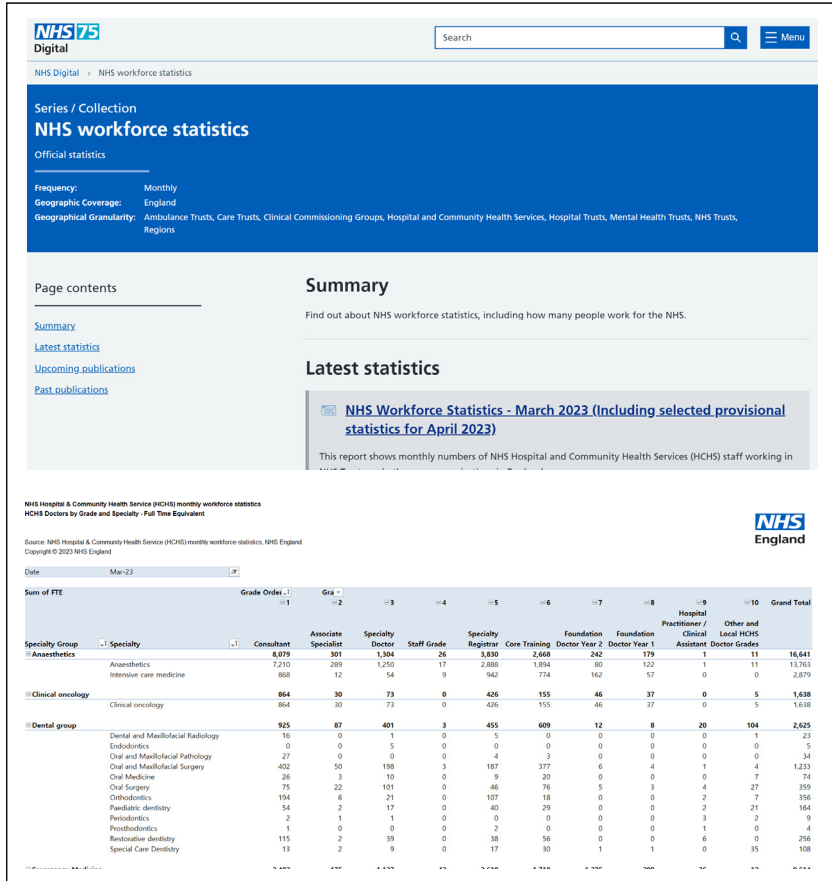 NHS 75
Digital
Search
Menu
NHS Digital › NHS workforce statistics
Series / Collection
NHS workforce statistics
Official statistics
Frequency: Monthly
Geographic Coverage: England
Geographical Granularity: Ambulance Trusts, Care Trusts, Clinical Commissioning Groups, Hospital and Community Health Services, Hospital Trusts, Mental Health Trusts, NHS Trusts,
Regions
Page contents
Summary
Latest statistics
Upcoming publications
Past publications
Summary
Find out about NHS workforce statistics, including how many people work for the NHS.
Latest statistics
NHS Workforce Statistics - March 2023 (Including selected provisional
statistics for April 2023)
This report shows monthly numbers of NHS Hospital and Community Health Services (HCHS) staff working in
NHS Hospital & Community Health Service (HCHS) monthly workforce statistics
HCHS Doctors by Grade and Specialty - Full Time Equivalent
NHS
England
Source: NHS Hospital & Community Health Service (HCHS) monthly workforce statistics, NHS England
Copyright © 2023 NHS England
Date Mar-23
Sum of FTE Grade Order Gra
1 2 3 4 5 6 7 8 9 10 Grand Total
Hospital
Practitioner / Other and
Associate Specialty Specialty Foundation Foundation Clinical Local HCHS
Specialty Group Specialty Consultant Specialist Doctor Staff Grade Registrar Core Training Doctor Year 2 Doctor Year 1 Assistant Doctor Grades
Anaesthetics 8,079 301 1,304 26 3,830 2,668 242 179 1 11 16,641
Anaesthetics 7,210 289 1,250 17 2,888 1,894 80 122 1 11 13,763
Intensive care medicine 868 12 54 9 942 774 162 57 0 0 2,879
Clinical oncology 864 30 73 0 426 155 46 37 0 5 1,638
Clinical oncology 864 30 73 0 426 155 46 37 0 5 1,638
Dental group 925 87 401 3 455 609 12 8 20 104 2,625
Dental and Maxillofacial Radiology 16 0 1 0 5 0 0 0 0 1 23
Endodontics 0 0 5 0 0 0 0 0 0 0 5
Oral and Maxillofacial Pathology 27 0 0 0 4 3 0 0 0 0 34
Oral and Maxillofacial Surgery 402 50 198 3 187 377 6 4 1 4 1,233
Oral Medicine 26 3 10 0 9 20 0 0 0 7 74
Oral Surgery 75 22 101 0 46 76 5 3 4 27 359
Orthodontics 194 6 21 0 107 18 0 0 2 7 356
Paediatric dentistry 54 2 17 0 40 29 0 0 2 21 164
Periodontics 2 1 1 0 0 0 0 0 3 2 9
Prosthodontics 1 0 0 0 2 0 0 0 1 0 4
Restorative dentistry 115 2 39 0 38 56 0 0 6 0 256
Special Care Dentistry 13 2 9 0 17 30 1 1 0 35 108